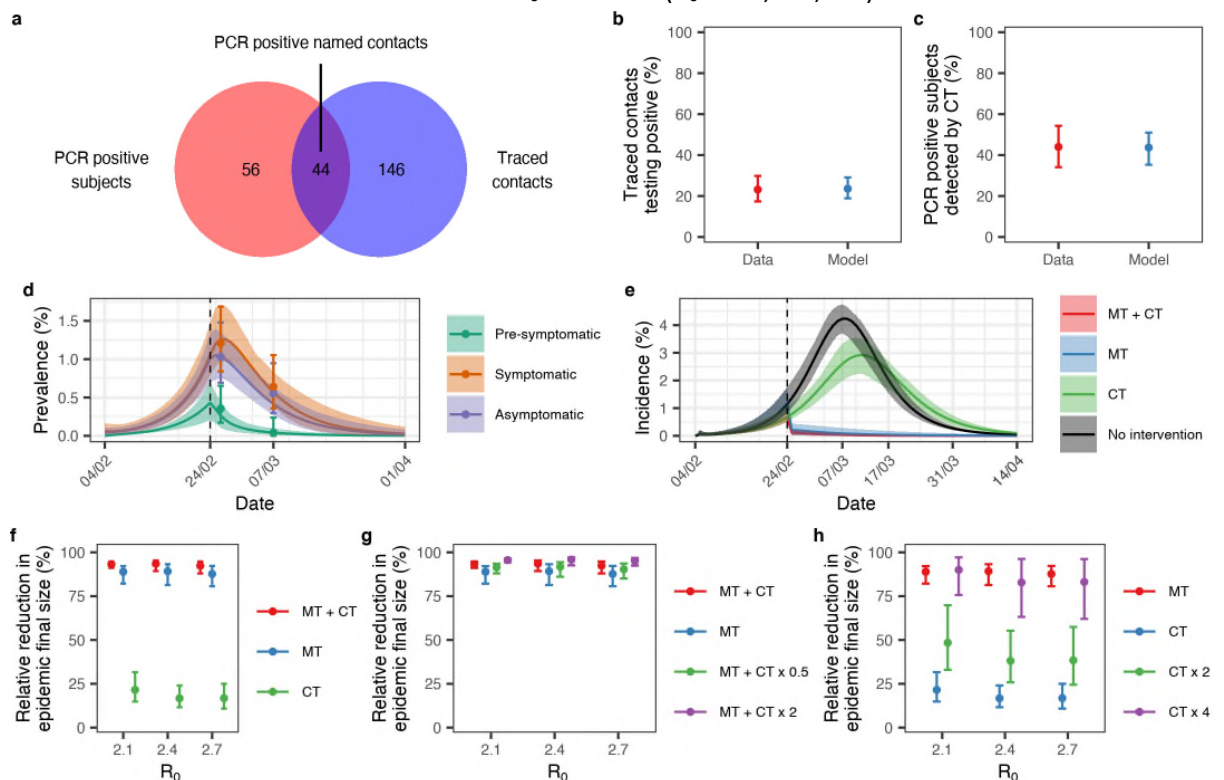 a
PCR positive named contacts
PCR positive
subjects
56
44
146
Traced
contacts
b
Traced contacts
testing positive (%)
100
80
60
40
20
0
Data
Model
c
PCR positive subjects
detected by CT (%)
100
80
60
40
20
0
Data
Model
d
Prevalence (%)
1.5
1.0
0.5
0.0
04/02
24/02
07/03
01/04
Date
Pre-symptomatic
Symptomatic
Asymptomatic
e
Incidence (%)
4
3
2
1
0
04/02
24/02
07/03
17/03
31/03
14/04
Date
MT + CT
MT
CT
No intervention
f
Relative reduction in
epidemic final size (%)
100
75
50
25
0
2.1
2.4
2.7
R0
MT + CT
MT
CT
g
Relative reduction in
epidemic final size (%)
100
75
50
25
0
2.1
2.4
2.7
R0
MT + CT
MT
MT + CT x 0.5
MT + CT x 2
h
Relative reduction in
epidemic final size (%)
100
75
50
25
0
2.1
2.4
2.7
R0
MT
CT
CT x 2
CT x 4